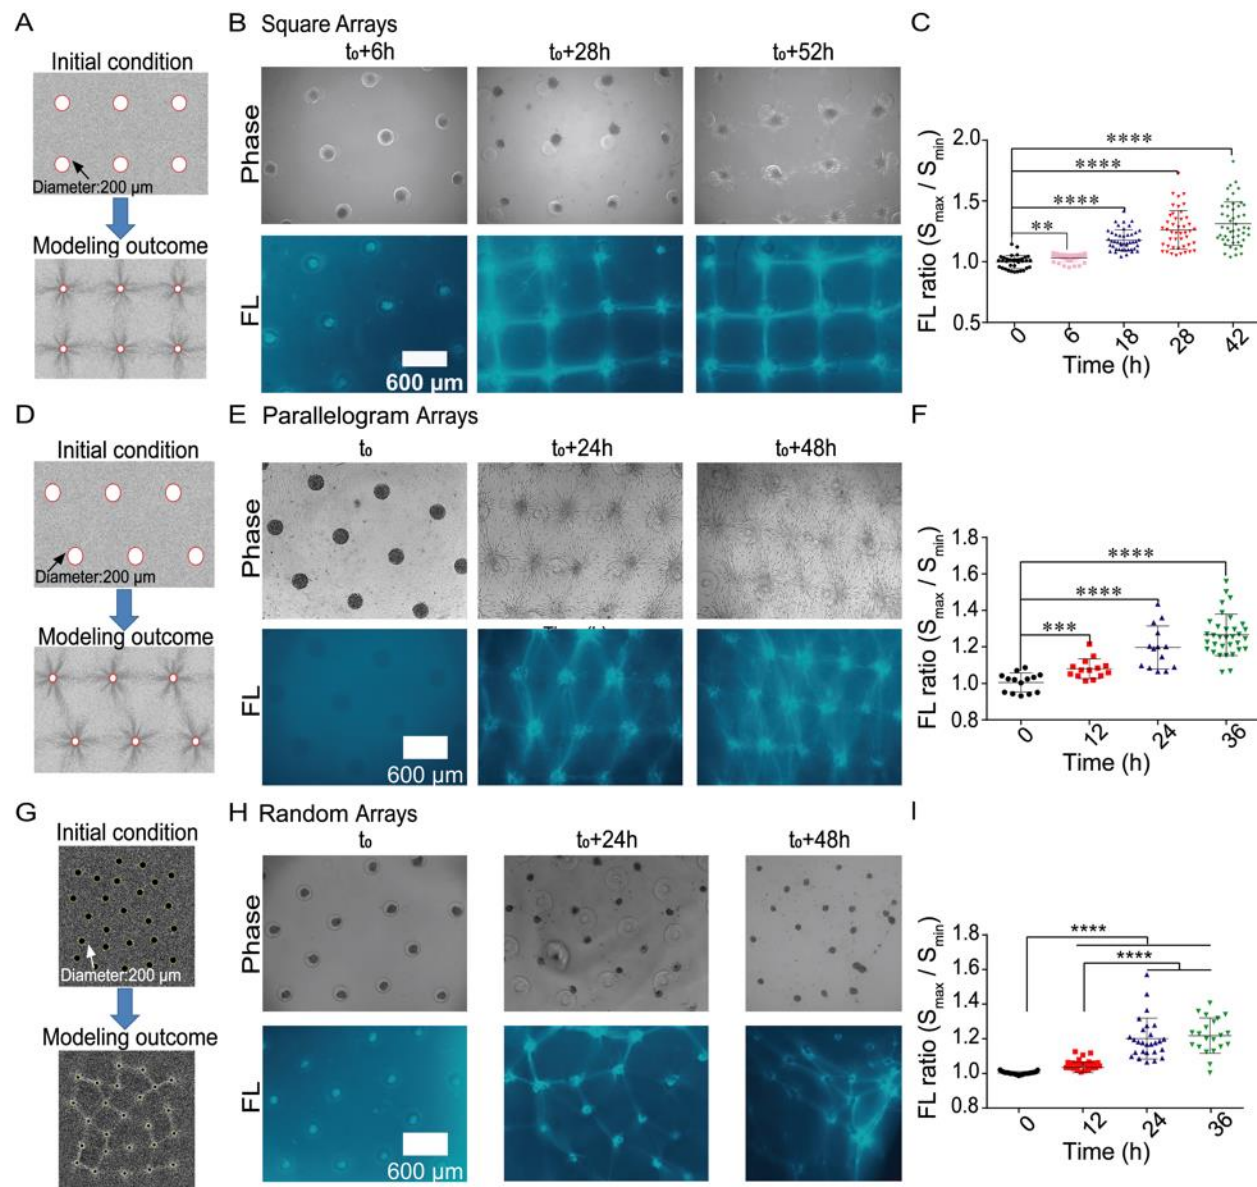 A
Initial condition
Diameter:200 μm
Modeling outcome
B Square Arrays
t₀+6h t₀+28h t₀+52h
Phase
FL
600 μm
C
FL ratio (Smax / Smin)
2.0
1.5
1.0
0.5
****
****
****
**
0 6 18 28 42
Time (h)
D
Initial condition
Diameter:200 μm
Modeling outcome
E Parallelogram Arrays
t₀ t₀+24h t₀+48h
Phase
FL
600 μm
F
FL ratio (Smax / Smin)
1.8
1.6
1.4
1.2
1.0
0.8
****
****
***
0 12 24 36
Time (h)
G
Initial condition
Diameter:200 μm
Modeling outcome
H Random Arrays
t₀ t₀+24h t₀+48h
Phase
FL
600 μm
I
FL ratio (Smax / Smin)
1.8
1.6
1.4
1.2
1.0
0.8
****
****
0 12 24 36
Time (h)